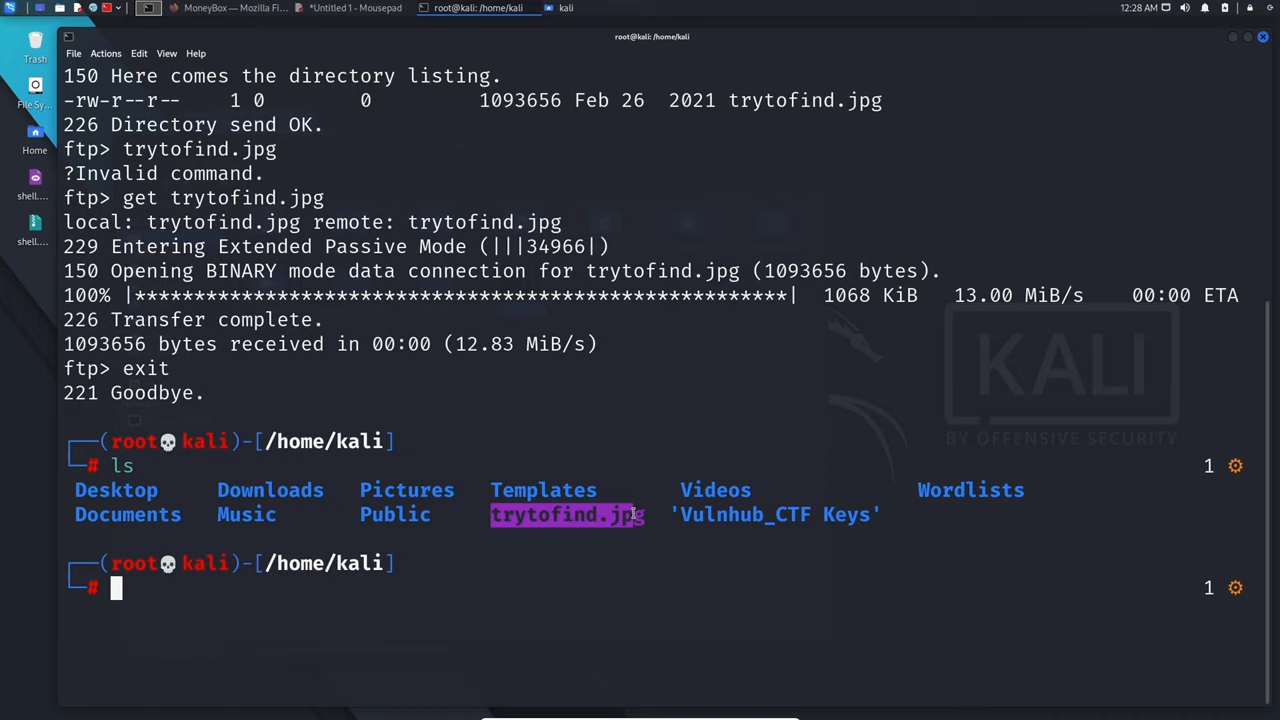 MoneyBox — Mozilla Fi...
*Untitled 1 - Mousepad
root@kali: /home/kali
kali
12:28 AM
root@kali: /home/kali
File Actions Edit View Help
Trash
File Sy...
Home
shell....
shell....
150 Here comes the directory listing.
-rw-r--r-- 1 0 0 1093656 Feb 26 2021 trytofind.jpg
226 Directory send OK.
ftp> trytofind.jpg
?Invalid command.
ftp> get trytofind.jpg
local: trytofind.jpg remote: trytofind.jpg
229 Entering Extended Passive Mode (|||34966|)
150 Opening BINARY mode data connection for trytofind.jpg (1093656 bytes).
100% |********************************************************| 1068 KiB 13.00 MiB/s 00:00 ETA
226 Transfer complete.
1093656 bytes received in 00:00 (12.83 MiB/s)
ftp> exit
221 Goodbye.
┌──(root💀kali)-[/home/kali]
└─# ls 1 ⚙
Desktop Downloads Pictures Templates Videos Wordlists
Documents Music Public trytofind.jpg 'Vulnhub_CTF Keys'
┌──(root💀kali)-[/home/kali]
└─# 1 ⚙
KALI
BY OFFENSIVE SECURITY